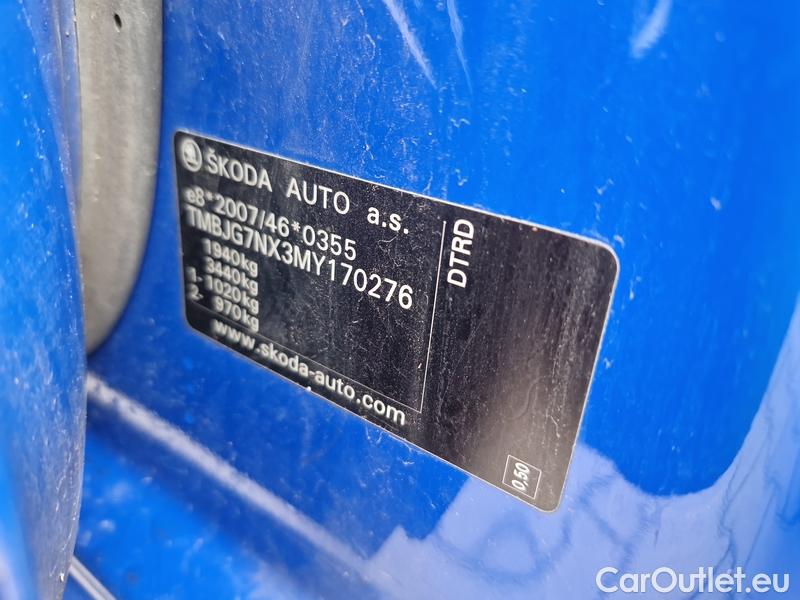 ŠKODA AUTO a.s.
e8*2007/46*0355
TMBJG7NX3MY170276
1940kg
3440kg
1- 1020kg
2- 970kg
www.skoda-auto.com
DTRD
0.50
CarOutlet.eu